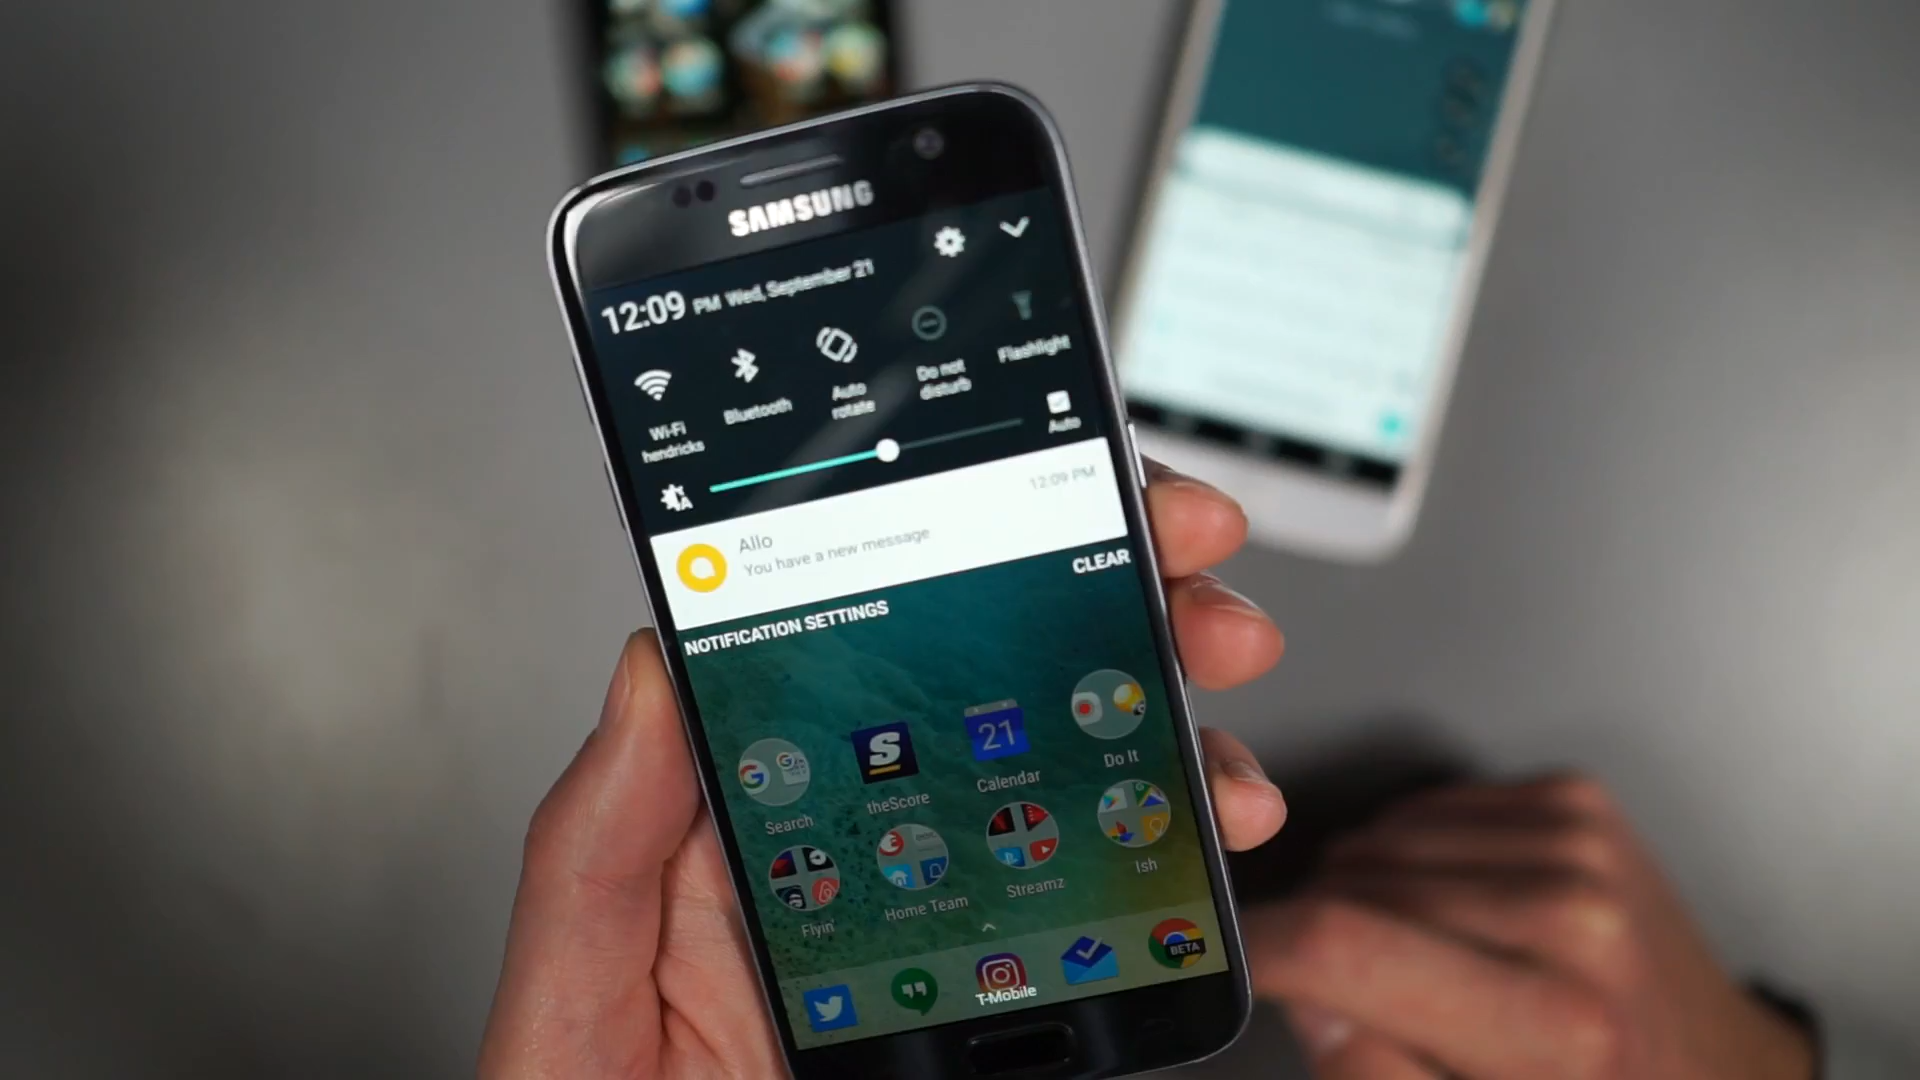 SAMSUNG
12:09 PM Wed, September 21
Wi-Fi
hendricks
Bluetooth
Auto
rotate
Do not
disturb
Flashlight
A
Auto
Allo
12:09 PM
You have a new message
NOTIFICATION SETTINGS
CLEAR
Search
S
theScore
21
Calendar
Do It
Flyin'
Home Team
Streamz
Ish
BETA
T-Mobile